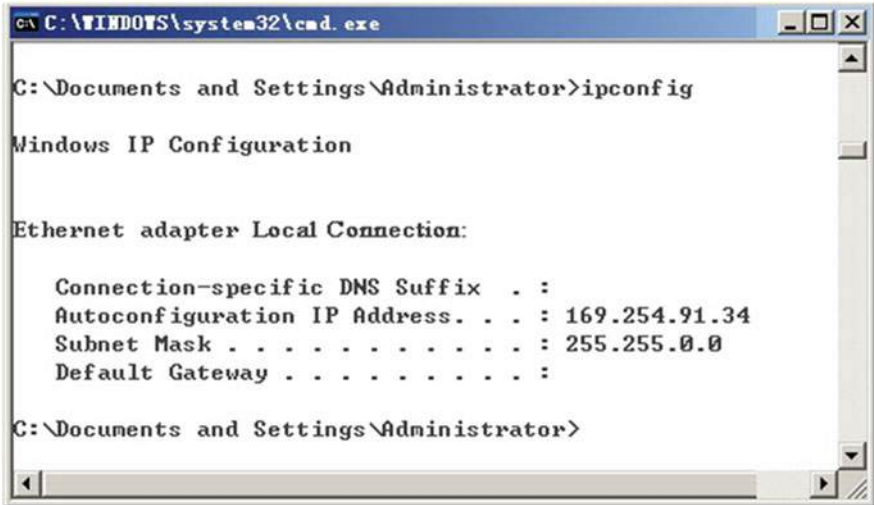 C:\WINDOWS\system32\cmd.exe
C:\Documents and Settings\Administrator>ipconfig
Windows IP Configuration
Ethernet adapter Local Connection:
Connection-specific DNS Suffix . :
Autoconfiguration IP Address. . . : 169.254.91.34
Subnet Mask . . . . . . . . . . . : 255.255.0.0
Default Gateway . . . . . . . . . :
C:\Documents and Settings\Administrator>